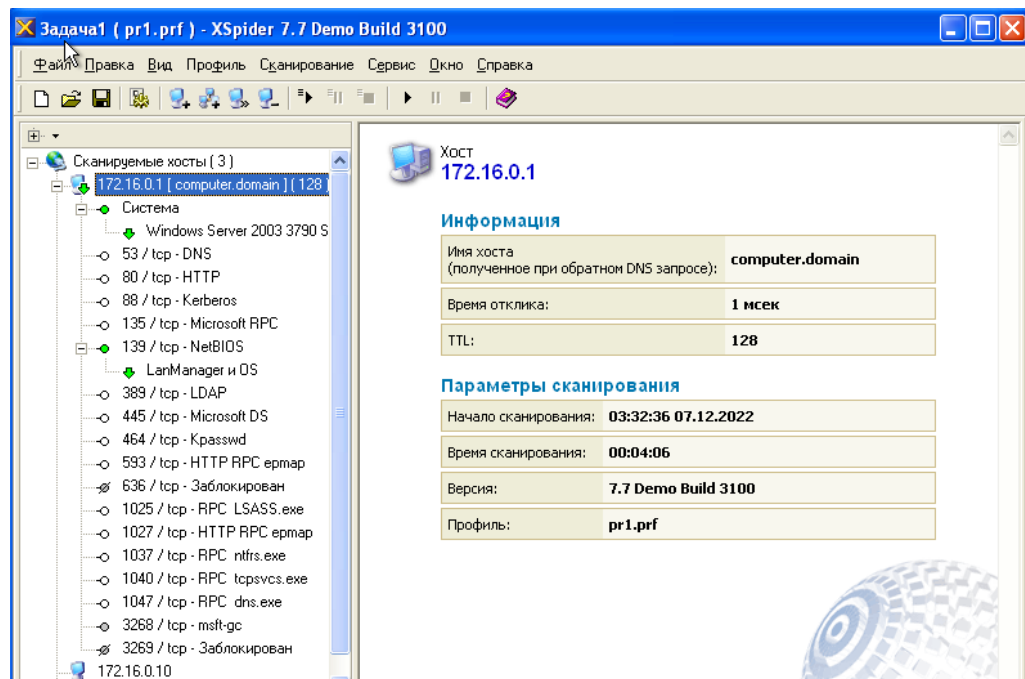 Задача1 ( pr1.prf ) - XSpider 7.7 Demo Build 3100
Файл Правка Вид Профиль Сканирование Сервис Окно Справка
Сканируемые хосты ( 3 )
172.16.0.1 [ computer.domain ] ( 128 )
Система
Windows Server 2003 3790 S
53 / tcp - DNS
80 / tcp - HTTP
88 / tcp - Kerberos
135 / tcp - Microsoft RPC
139 / tcp - NetBIOS
LanManager и OS
389 / tcp - LDAP
445 / tcp - Microsoft DS
464 / tcp - Kpasswd
593 / tcp - HTTP RPC epmap
636 / tcp - Заблокирован
1025 / tcp - RPC LSASS.exe
1027 / tcp - HTTP RPC epmap
1037 / tcp - RPC ntfrs.exe
1040 / tcp - RPC tcpsvcs.exe
1047 / tcp - RPC dns.exe
3268 / tcp - msft-gc
3269 / tcp - Заблокирован
172.16.0.10
Хост
172.16.0.1
Информация
Имя хоста
(полученное при обратном DNS запросе): computer.domain
Время отклика: 1 мсек
TTL: 128
Параметры сканирования
Начало сканирования: 03:32:36 07.12.2022
Время сканирования: 00:04:06
Версия: 7.7 Demo Build 3100
Профиль: pr1.prf